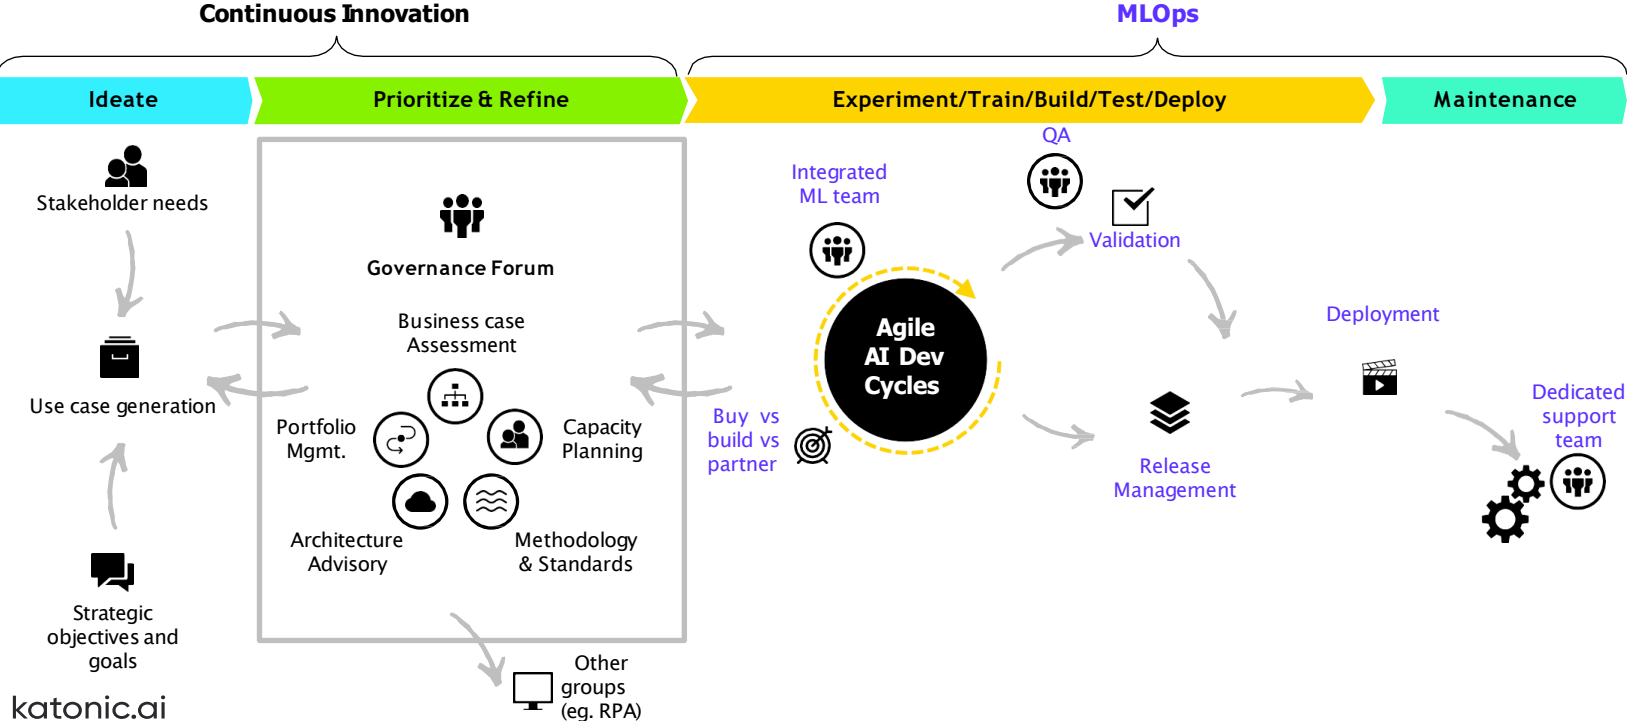 Continuous Innovation
MLOps
Ideate
Prioritize & Refine
Experiment/Train/Build/Test/Deploy
Maintenance
Stakeholder needs
Use case generation
Strategic
objectives and
goals
katonic.ai
Governance Forum
Business case
Assessment
Portfolio
Mgmt.
Capacity
Planning
Architecture
Advisory
Methodology
& Standards
Other
groups
(eg. RPA)
Integrated
ML team
Agile
AI Dev
Cycles
Buy vs
build vs
partner
QA
Validation
Release
Management
Deployment
Dedicated
support
team